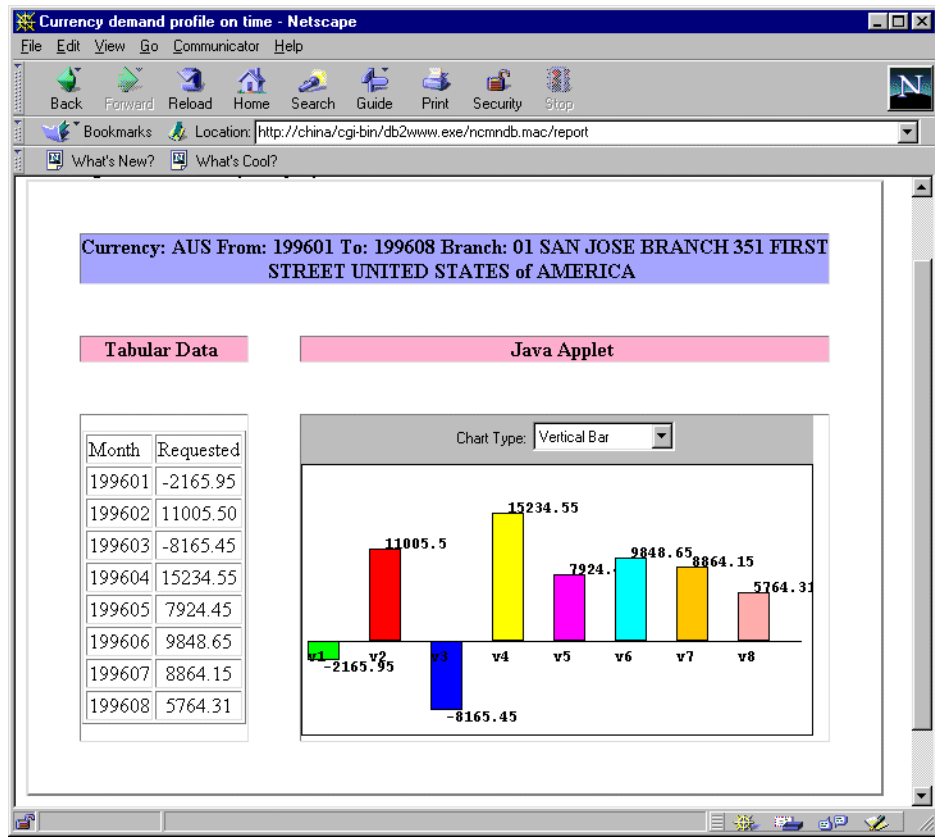 Currency demand profile on time - Netscape
File Edit View Go Communicator Help
Back Forward Reload Home Search Guide Print Security Stop
N
Bookmarks Location: http://china/cgi-bin/db2www.exe/ncmndb.mac/report
What's New? What's Cool?
Currency: AUS From: 199601 To: 199608 Branch: 01 SAN JOSE BRANCH 351 FIRST
STREET UNITED STATES of AMERICA
Tabular Data Java Applet
Chart Type: Vertical Bar
Month Requested
199601 -2165.95
199602 11005.50
199603 -8165.45
199604 15234.55
199605 7924.45
199606 9848.65
199607 8864.15
199608 5764.31
15234.55
11005.5
9848.65
8864.15
7924.
5764.31
v1 v2 v3 v4 v5 v6 v7 v8
-2165.95
-8165.45